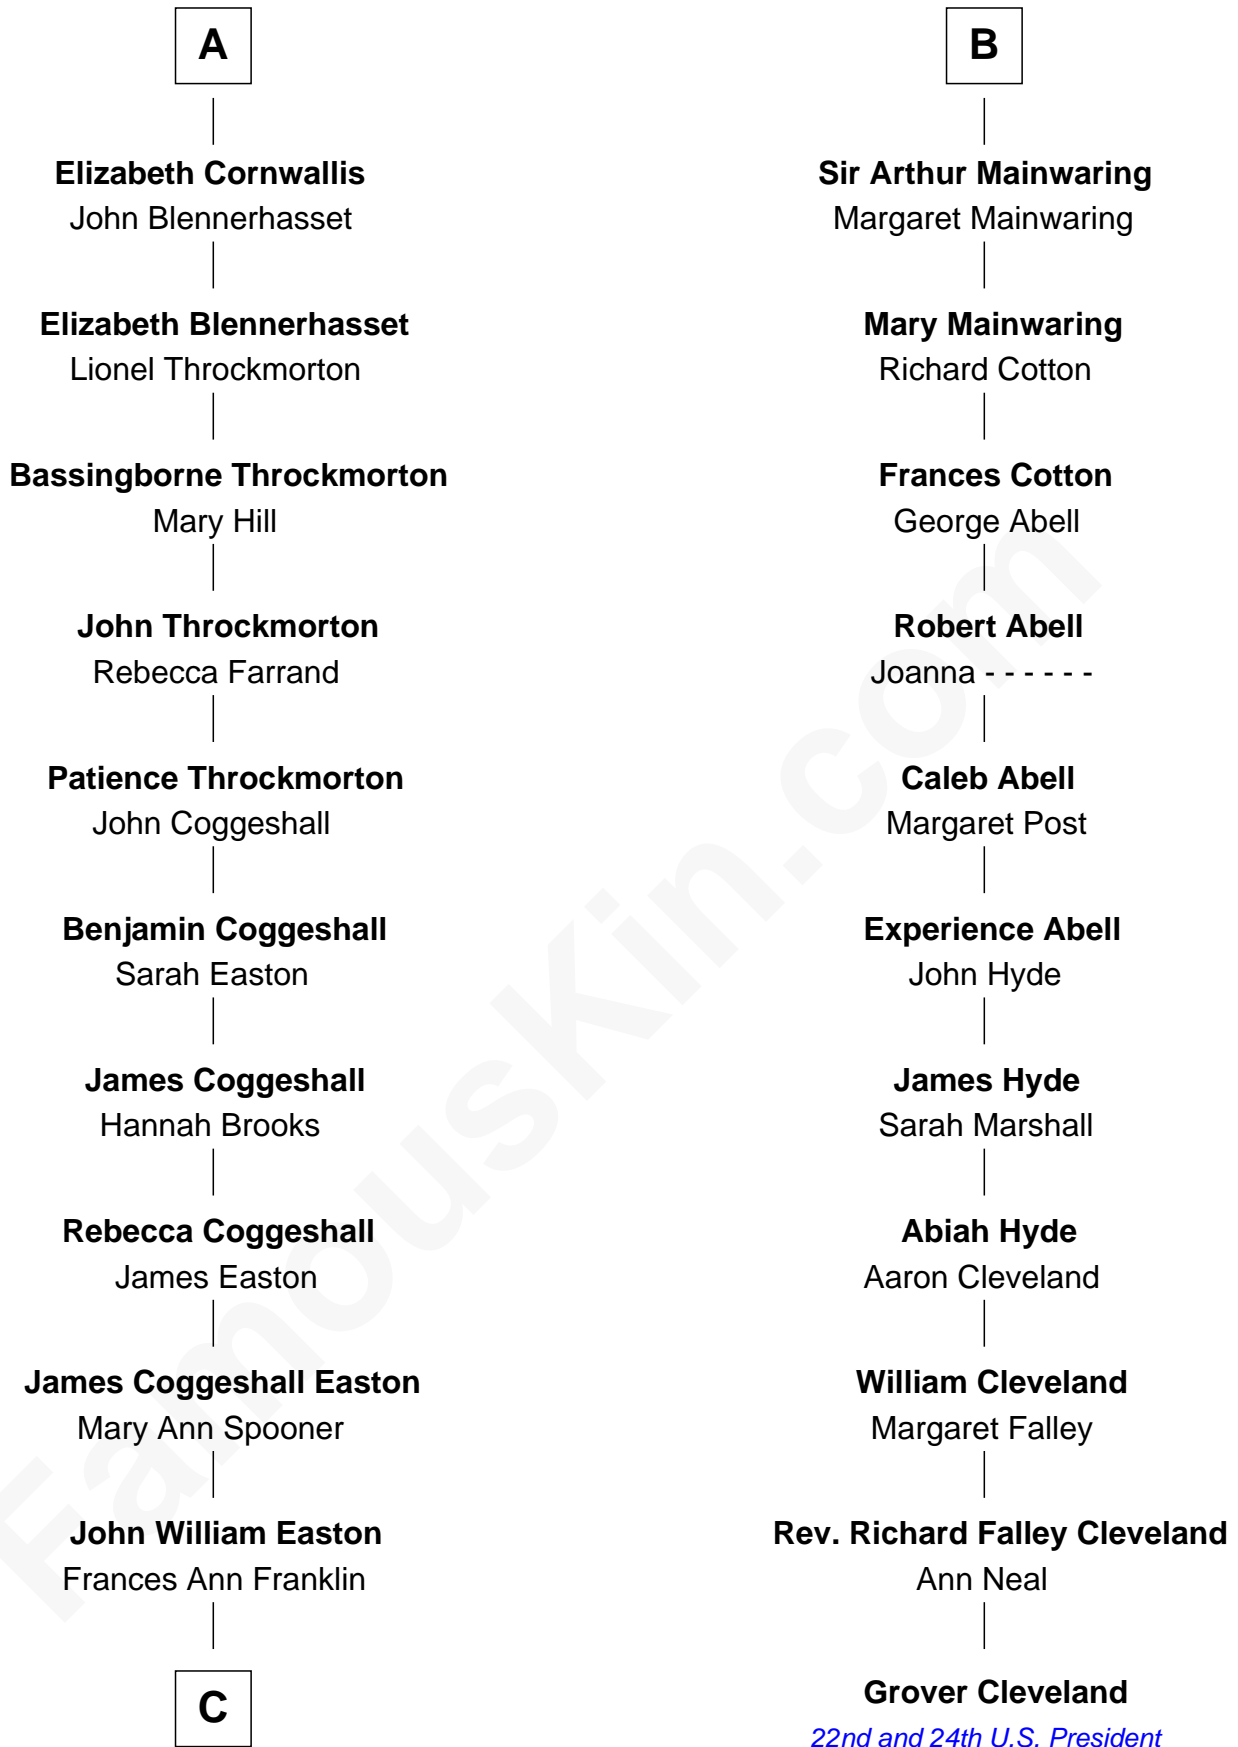 A
Elizabeth Cornwallis
John Blennerhasset
Elizabeth Blennerhasset
Lionel Throckmorton
Bassingborne Throckmorton
Mary Hill
John Throckmorton
Rebecca Farrand
Patience Throckmorton
John Coggeshall
Benjamin Coggeshall
Sarah Easton
James Coggeshall
Hannah Brooks
Rebecca Coggeshall
James Easton
James Coggeshall Easton
Mary Ann Spooner
John William Easton
Frances Ann Franklin
C
B
Sir Arthur Mainwaring
Margaret Mainwaring
Mary Mainwaring
Richard Cotton
Frances Cotton
George Abell
Robert Abell
Joanna - - - - - -
Caleb Abell
Margaret Post
Experience Abell
John Hyde
James Hyde
Sarah Marshall
Abiah Hyde
Aaron Cleveland
William Cleveland
Margaret Falley
Rev. Richard Falley Cleveland
Ann Neal
Grover Cleveland
22nd and 24th U.S. President
FamousKin.com